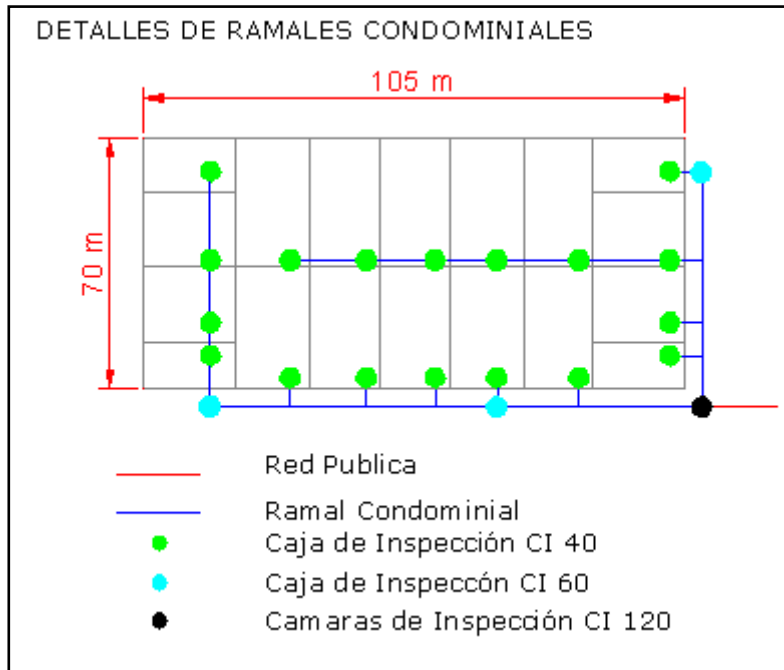 DETALLES DE RAMALES CONDOMINIALES
105 m
70 m
Red Publica
Ramal Condominial
Caja de Inspección CI 40
Caja de Inspeccón CI 60
Camaras de Inspección CI 120